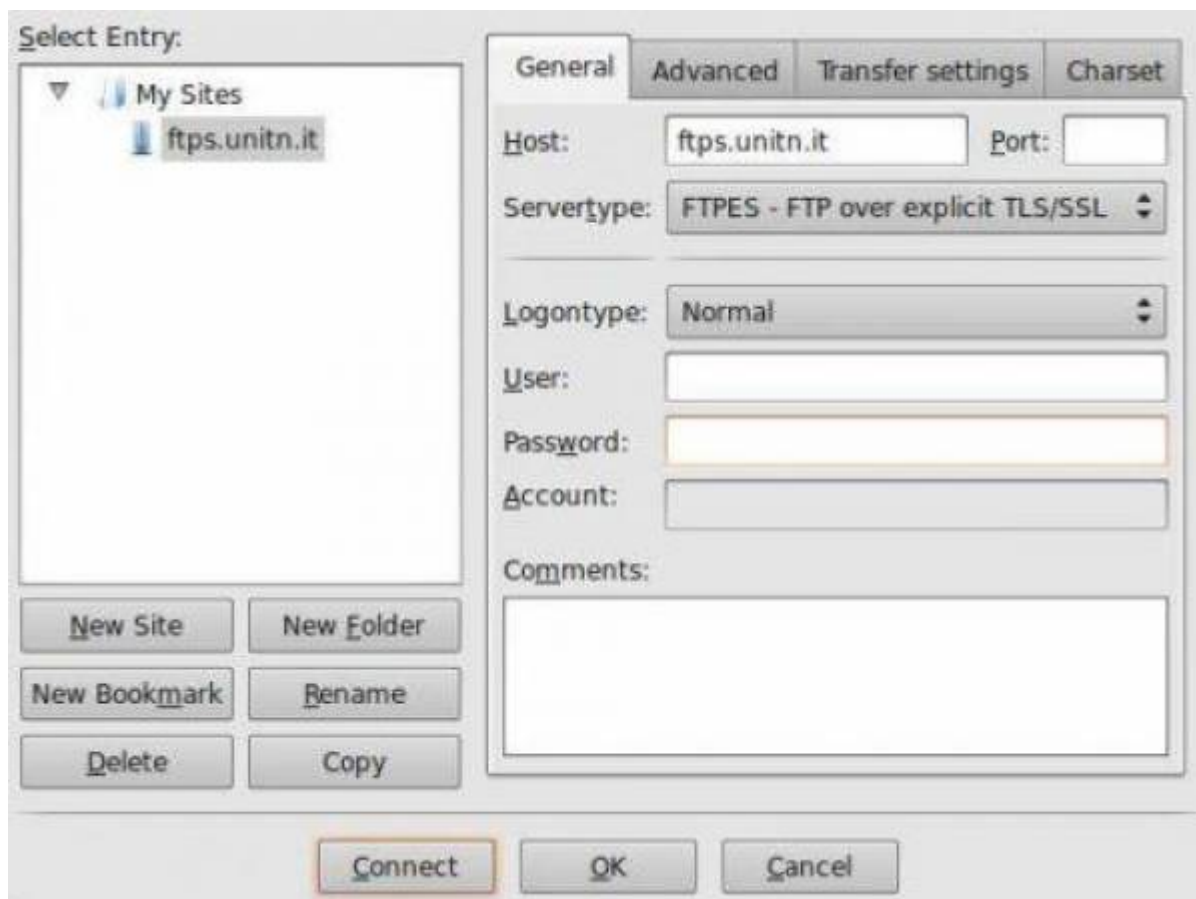 Select Entry:
My Sites
ftps.unitn.it
New Site
New Folder
New Bookmark
Rename
Delete
Copy
General
Advanced
Transfer settings
Charset
Host:
ftps.unitn.it
Port:
Servertype:
FTPES - FTP over explicit TLS/SSL
Logontype:
Normal
User:
Password:
Account:
Comments:
Connect
OK
Cancel